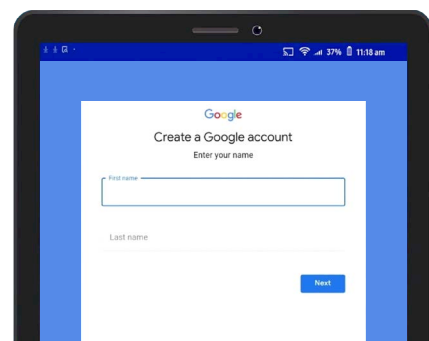 37% 11:18 am
Google
Create a Google account
Enter your name
First name
Last name
Next